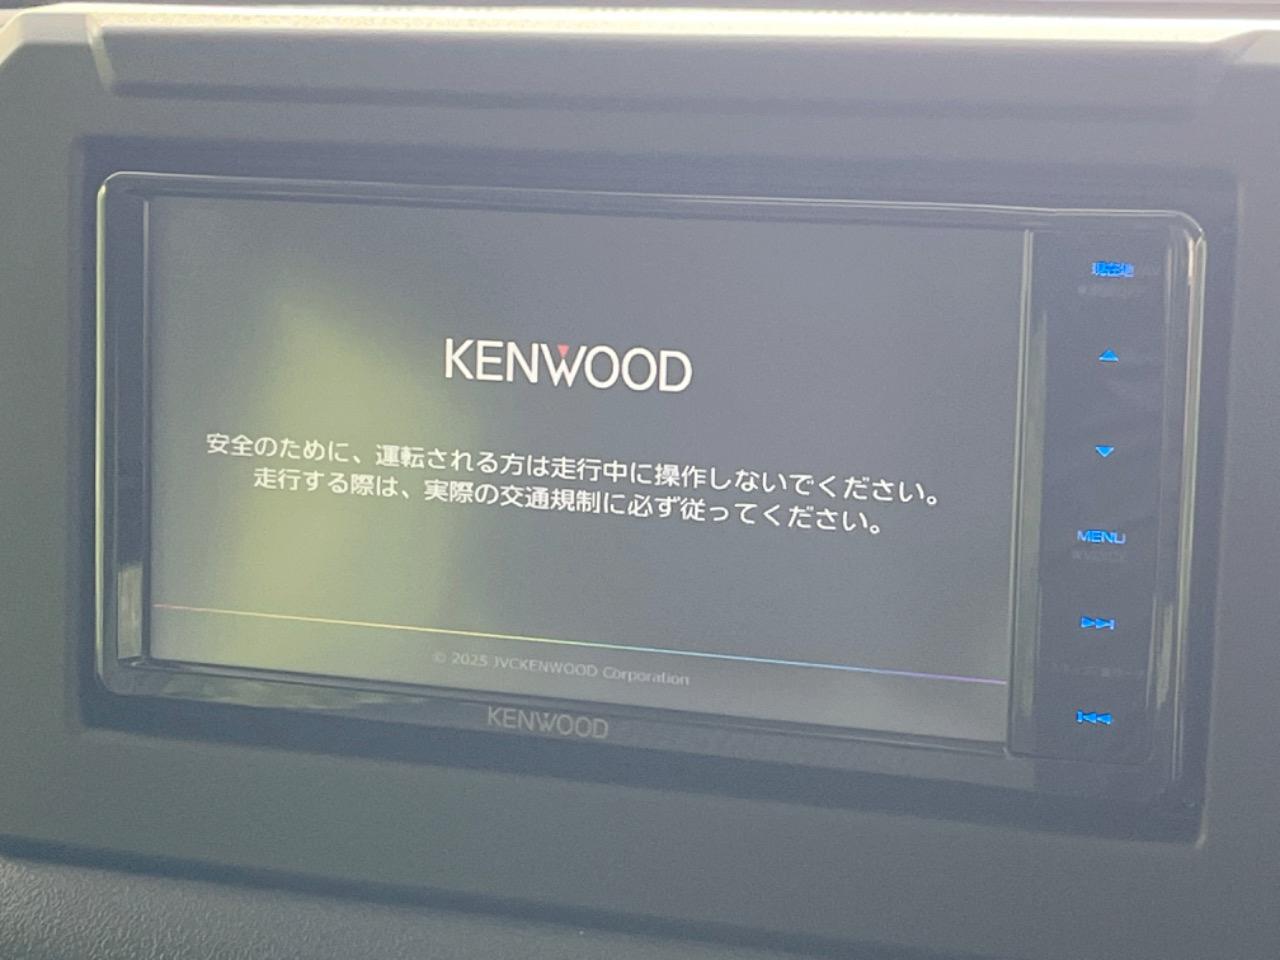 KENWOOD
安全のために、運転される方は走行中に操作しないでください。
走行する際は、実際の交通規制に必ず従ってください。
© 2025 JVCKENWOOD Corporation
KENWOOD
現在地
MENU